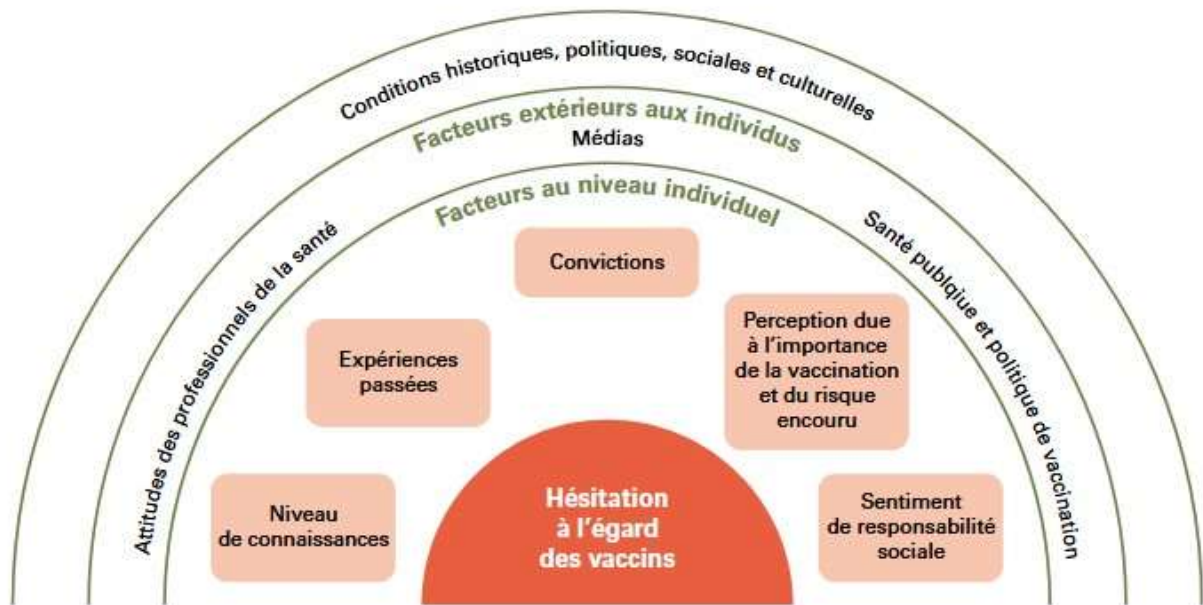 Conditions historiques, politiques, sociales et culturelles
Facteurs extérieurs aux individus
Médias
Attitudes des professionnels de la santé
Santé publqiue et politique de vaccination
Facteurs au niveau individuel
Convictions
Expériences
passées
Perception due
à l'importance
de la vaccination
et du risque
encouru
Niveau
de connaissances
Sentiment
de responsabilité
sociale
Hésitation
à l'égard
des vaccins